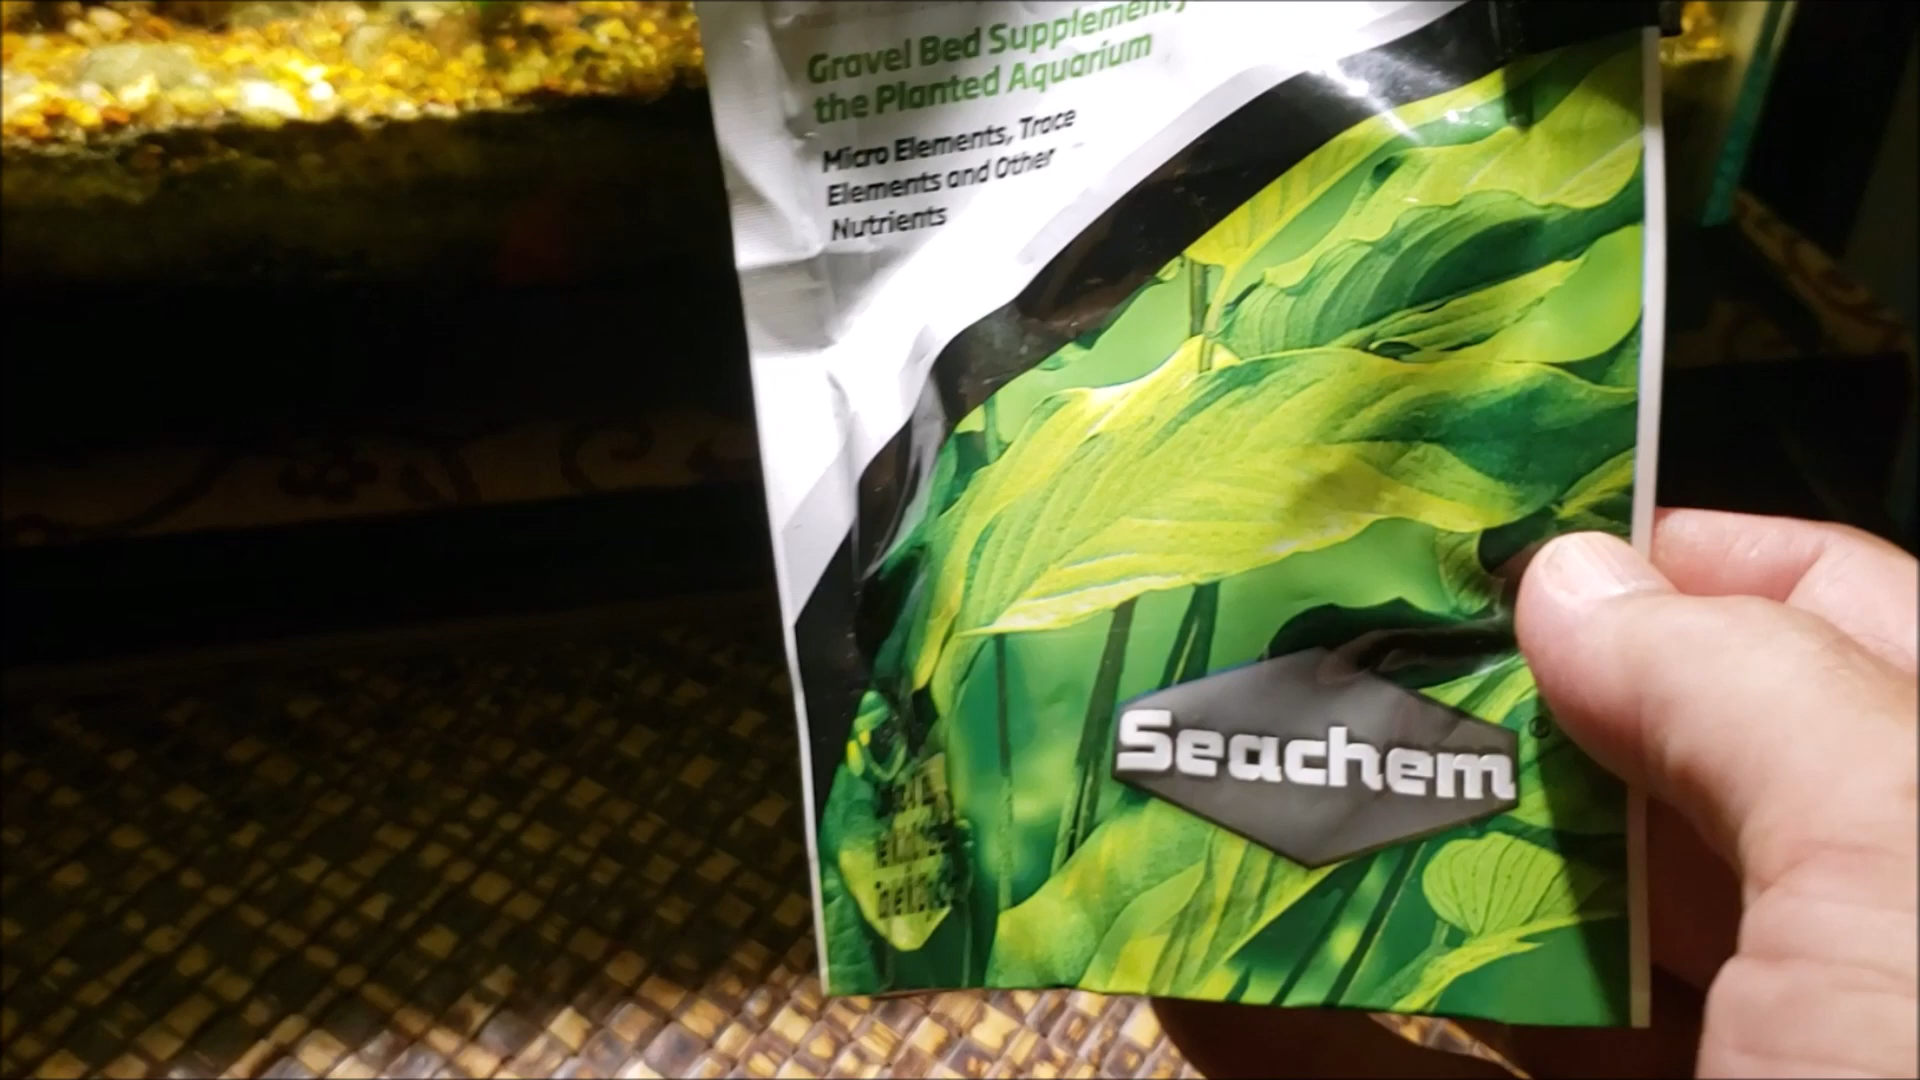 Gravel Bed Supplement
the Planted Aquarium
Micro Elements, Trace
Elements and Other
Nutrients
Seachem®